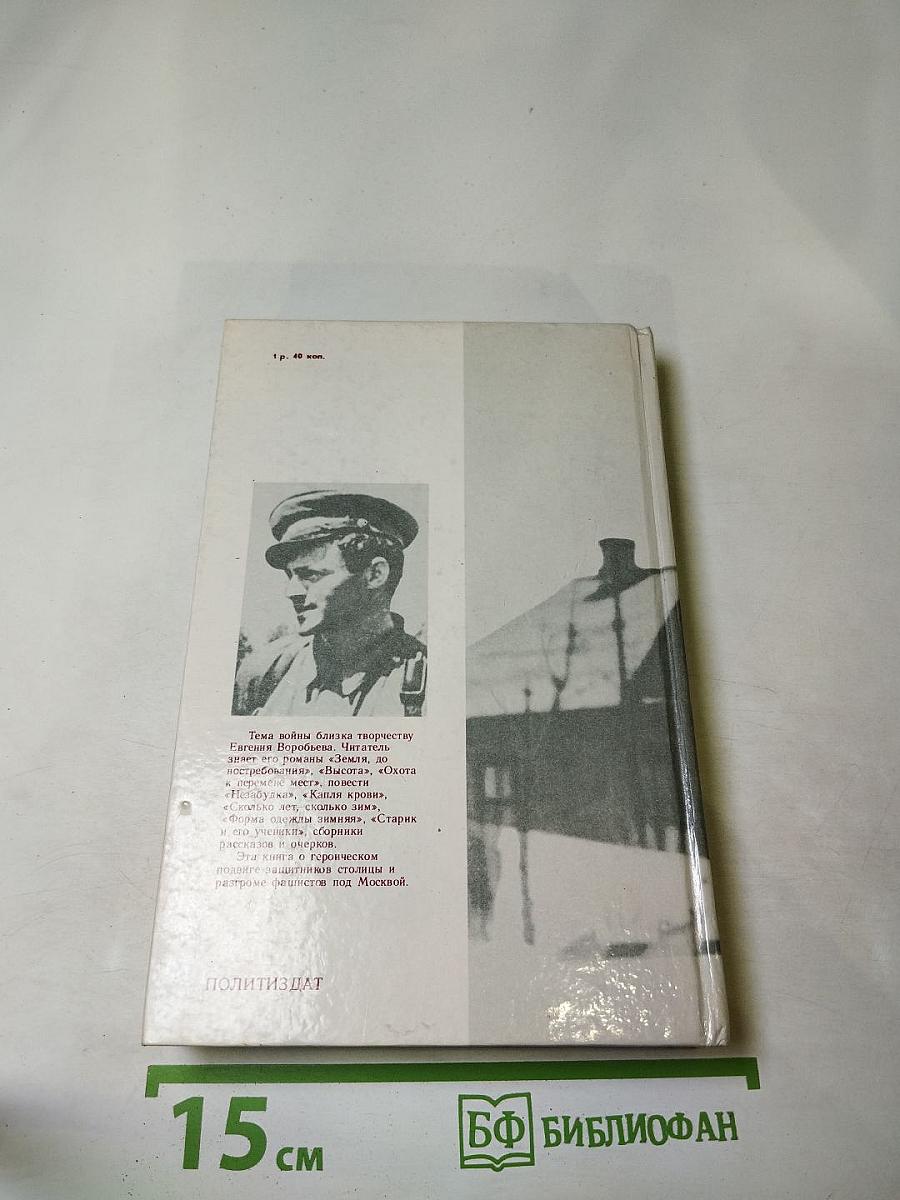 1 р. 40 коп.
Тема войны близка творчеству
Евгения Воробьева. Читатель
знает его романы «Земля, до
востребования», «Высота», «Охота
к перемене мест», повести
«Незабудка», «Капля крови»,
«Сколько лет, сколько зим»,
«Форма одежды зимняя», «Старик
и его ученики», сборники
рассказов и очерков.
Эта книга о героическом
подвиге защитников столицы и
разгроме фашистов под Москвой.
ПОЛИТИЗДАТ
15 см
БФ БИБЛИОФАН